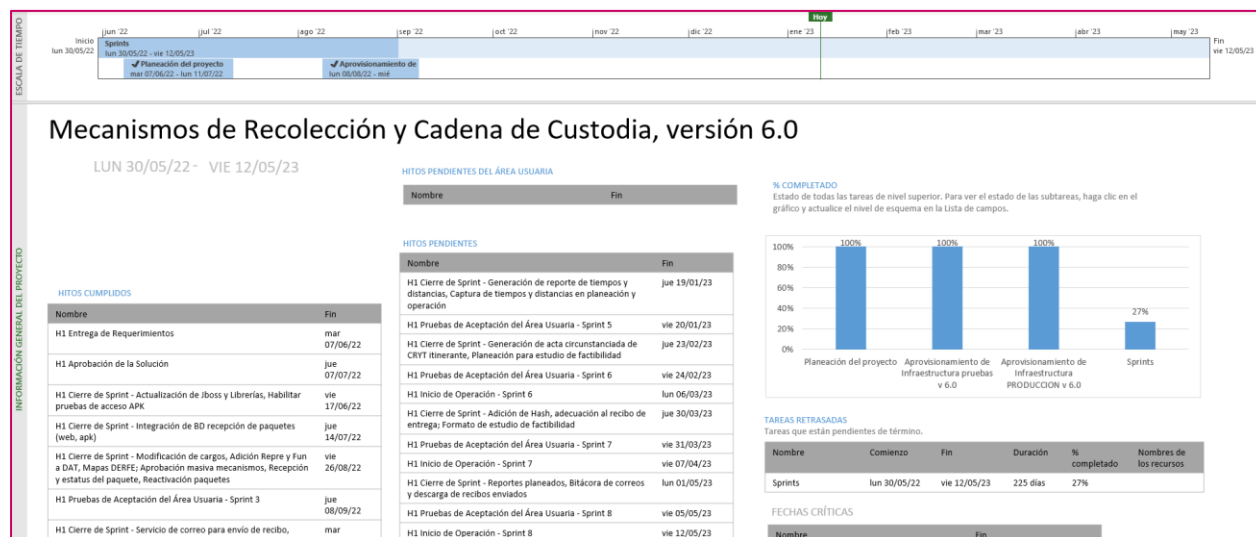 Hoy
jun '22
jul '22
ago '22
sep '22
oct '22
nov '22
dic '22
ene '23
feb '23
mar '23
abr '23
may '23
ESCALA DE TIEMPO
Inicio
lun 30/05/22
Sprints
lun 30/05/22 - vie 12/05/23
Planeación del proyecto
mar 07/06/22 - lun 11/07/22
Aprovisionamiento de
lun 08/08/22 - mié
Fin
vie 12/05/23
INFORMACIÓN GENERAL DEL PROYECTO
Mecanismos de Recolección y Cadena de Custodia, versión 6.0
LUN 30/05/22 - VIE 12/05/23
HITOS CUMPLIDOS
Nombre Fin
H1 Entrega de Requerimientos mar
07/06/22
H1 Aprobación de la Solución jue
07/07/22
H1 Cierre de Sprint - Actualización de Jboss y Librerías, Habilitar vie
pruebas de acceso APK 17/06/22
H1 Cierre de Sprint - Integración de BD recepción de paquetes jue
(web, apk) 14/07/22
H1 Cierre de Sprint - Modificación de cargos, Adición Repre y Fun vie
a DAT, Mapas DERFE; Aprobación masiva mecanismos, Recepción 26/08/22
y estatus del paquete, Reactivación paquetes
H1 Pruebas de Aceptación del Área Usuaria - Sprint 3 jue
08/09/22
H1 Cierre de Sprint - Servicio de correo para envío de recibo, mar
HITOS PENDIENTES DEL ÁREA USUARIA
Nombre Fin
HITOS PENDIENTES
Nombre Fin
H1 Cierre de Sprint - Generación de reporte de tiempos y jue 19/01/23
distancias, Captura de tiempos y distancias en planeación y
operación
H1 Pruebas de Aceptación del Área Usuaria - Sprint 5 vie 20/01/23
H1 Cierre de Sprint - Generación de acta circunstanciada de jue 23/02/23
CRYT itinerante, Planeación para estudio de factibilidad
H1 Pruebas de Aceptación del Área Usuaria - Sprint 6 vie 24/02/23
H1 Inicio de Operación - Sprint 6 lun 06/03/23
H1 Cierre de Sprint - Adición de Hash, adecuación al recibo de jue 30/03/23
entrega; Formato de estudio de factibilidad
H1 Pruebas de Aceptación del Área Usuaria - Sprint 7 vie 31/03/23
H1 Inicio de Operación - Sprint 7 vie 07/04/23
H1 Cierre de Sprint - Reportes planeados, Bitácora de correos lun 01/05/23
y descarga de recibos enviados
H1 Pruebas de Aceptación del Área Usuaria - Sprint 8 vie 05/05/23
H1 Inicio de Operación - Sprint 8 vie 12/05/23
% COMPLETADO
Estado de todas las tareas de nivel superior. Para ver el estado de las subtareas, haga clic en el
gráfico y actualice el nivel de esquema en la Lista de campos.
100%
80%
60%
40%
20%
0%
100%
100%
100%
27%
Planeación del proyecto
Aprovisionamiento de
Infraestructura pruebas
v 6.0
Aprovisionamiento de
Infraestructura
PRODUCCION v 6.0
Sprints
TAREAS RETRASADAS
Tareas que están pendientes de término.
Nombre Comienzo Fin Duración % completado Nombres de los recursos
Sprints lun 30/05/22 vie 12/05/23 225 días 27%
FECHAS CRÍTICAS
Nombre Fin